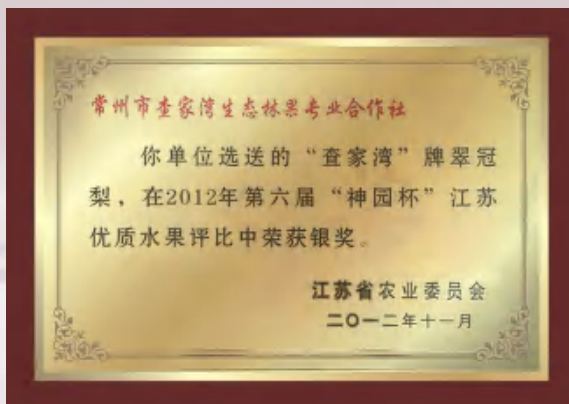 常州市查家湾生态林果专业合作社
你单位选送的“查家湾”牌翠冠
梨，在2012年第六届“神园杯”江苏
优质水果评比中荣获银奖。
江苏省农业委员会
二〇一二年十一月